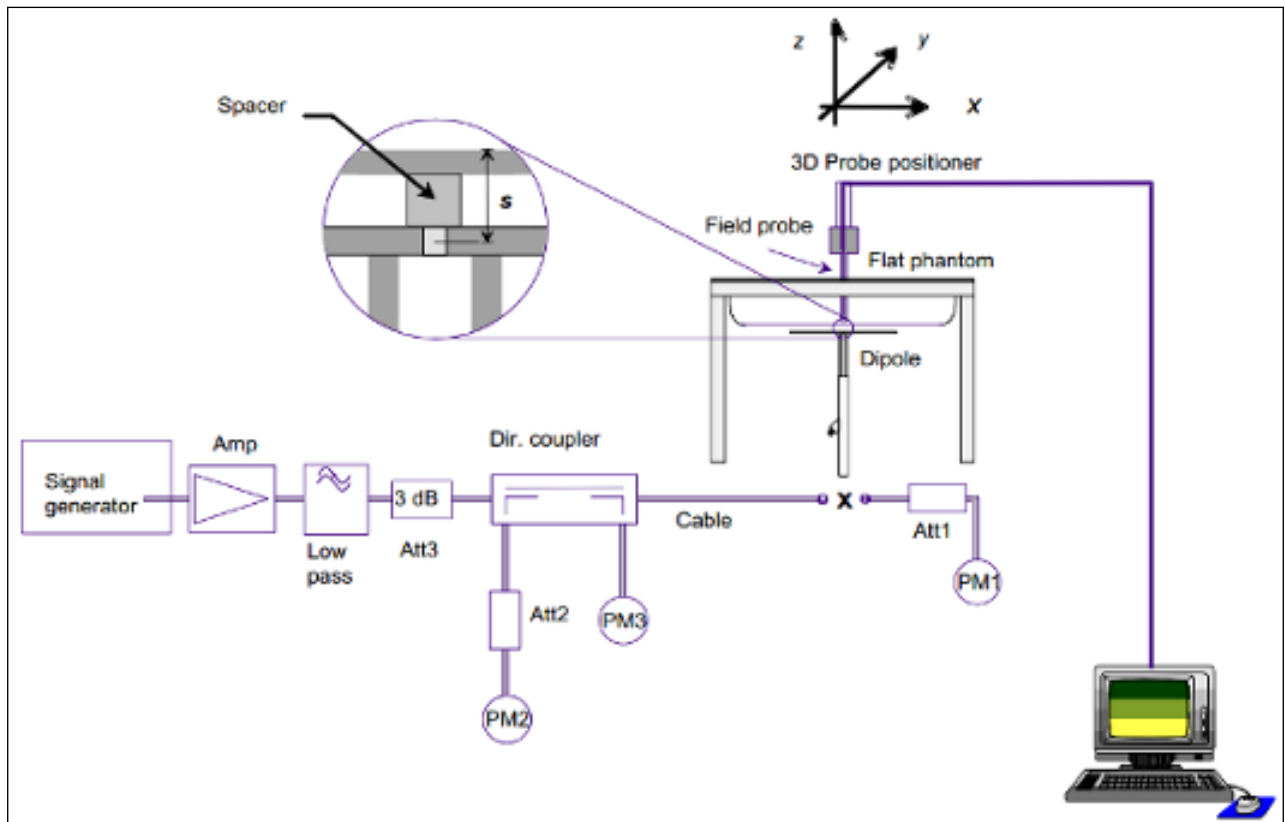 z
y
x
Spacer
s
3D Probe positioner
Field probe
Flat phantom
Dipole
Signal
generator
Amp
Low
pass
3 dB
Att3
Dir. coupler
Cable
X
Att1
PM1
Att2
PM3
PM2